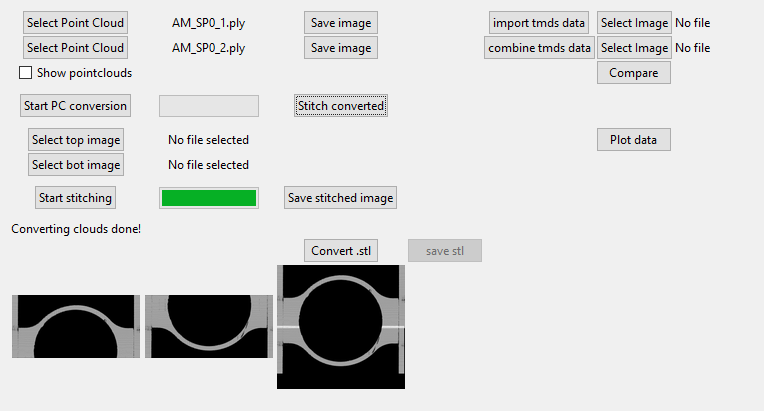 Select Point Cloud AM_SP0_1.ply Save image import tmds data Select Image No file
Select Point Cloud AM_SP0_2.ply Save image combine tmds data Select Image No file
Show pointclouds Compare
Start PC conversion Stitch converted
Select top image No file selected Plot data
Select bot image No file selected
Start stitching Save stitched image
Converting clouds done!
Convert .stl save stl